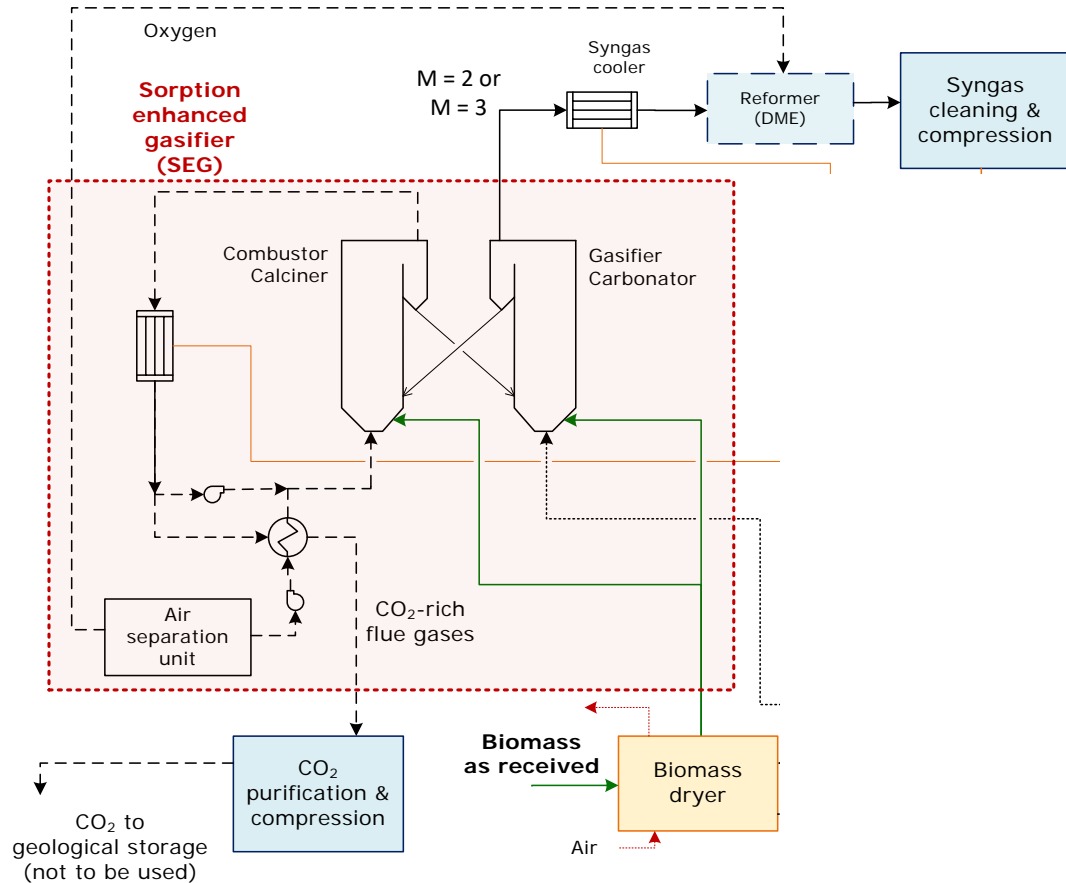 Oxygen
Sorption
enhanced
gasifier
(SEG)
M = 2 or
M = 3
Syngas
cooler
Reformer
(DME)
Syngas
cleaning &
compression
Combustor
Calciner
Gasifier
Carbonator
Air
separation
unit
CO₂-rich
flue gases
CO₂
purification &
compression
CO₂ to
geological storage
(not to be used)
Biomass
as received
Biomass
dryer
Air